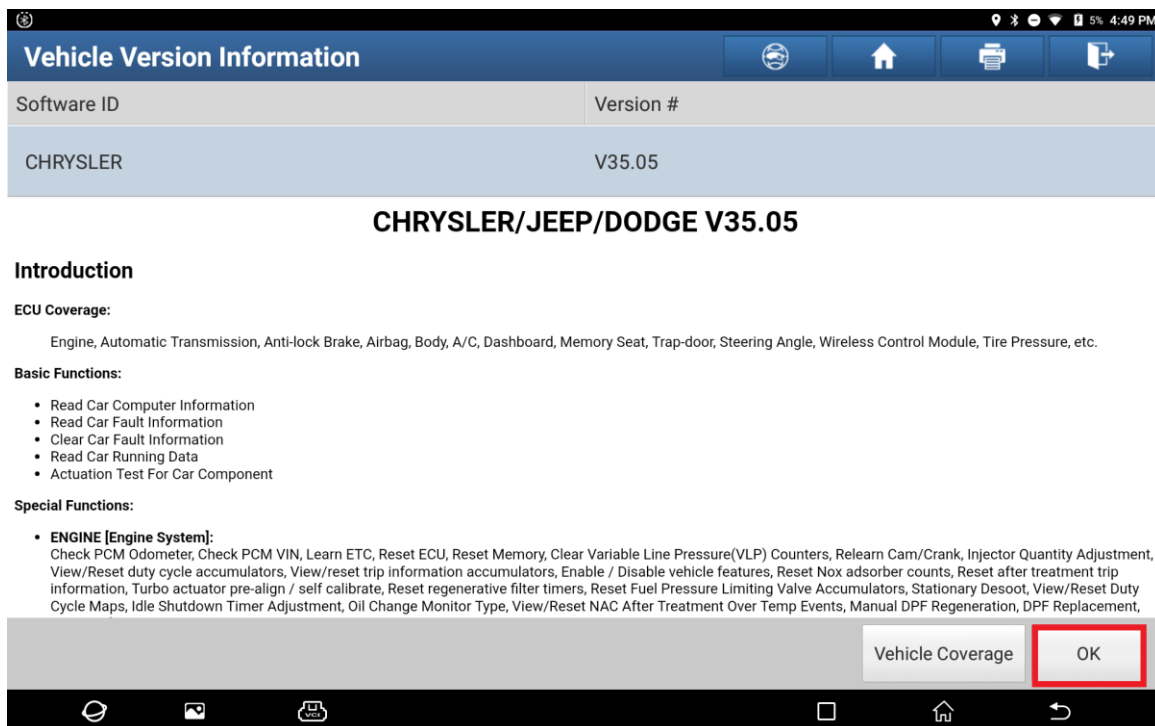 5% 4:49 PM
Vehicle Version Information
Software ID Version #
CHRYSLER V35.05
CHRYSLER/JEEP/DODGE V35.05
Introduction
ECU Coverage:
Engine, Automatic Transmission, Anti-lock Brake, Airbag, Body, A/C, Dashboard, Memory Seat, Trap-door, Steering Angle, Wireless Control Module, Tire Pressure, etc.
Basic Functions:
• Read Car Computer Information
• Read Car Fault Information
• Clear Car Fault Information
• Read Car Running Data
• Actuation Test For Car Component
Special Functions:
• ENGINE [Engine System]:
Check PCM Odometer, Check PCM VIN, Learn ETC, Reset ECU, Reset Memory, Clear Variable Line Pressure(VLP) Counters, Relearn Cam/Crank, Injector Quantity Adjustment,
View/Reset duty cycle accumulators, View/reset trip information accumulators, Enable / Disable vehicle features, Reset Nox adsorber counts, Reset after treatment trip
information, Turbo actuator pre-align / self calibrate, Reset regenerative filter timers, Reset Fuel Pressure Limiting Valve Accumulators, Stationary Desoot, View/Reset Duty
Cycle Maps, Idle Shutdown Timer Adjustment, Oil Change Monitor Type, View/Reset NAC After Treatment Over Temp Events, Manual DPF Regeneration, DPF Replacement,
Vehicle Coverage OK
VCI